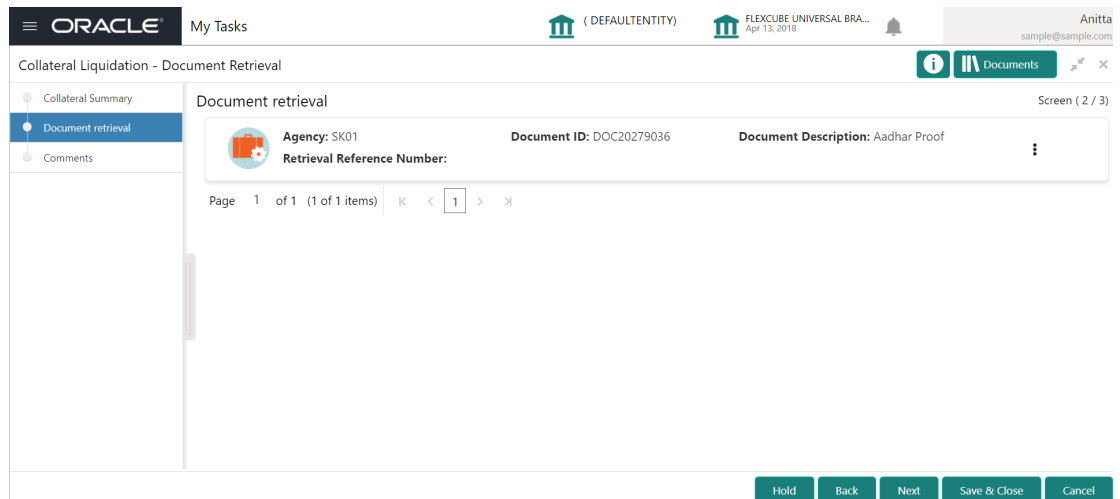 ORACLE®
My Tasks
( DEFAULTENTITY)
FLEXCUBE UNIVERSAL BRA...
Apr 13, 2018
Anitta
sample@sample.com
Collateral Liquidation - Document Retrieval
Documents
Collateral Summary
Document retrieval
Comments
Document retrieval
Screen ( 2 / 3)
Agency: SK01 Document ID: DOC20279036 Document Description: Aadhar Proof
Retrieval Reference Number:
Page 1 of 1 (1 of 1 items) 1
Hold Back Next Save & Close Cancel